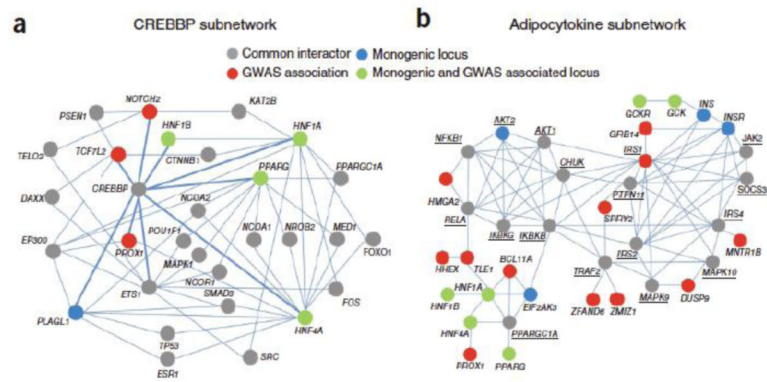 a
CREBBP subnetwork
b
Adipocytokine subnetwork
Common interactor
Monogenic locus
GWAS association
Monogenic and GWAS associated locus
NOTCH2
PSEN1
KAT2B
HNF1B
HNF1A
TCF7L2
CTNNB1
TELO2
PPARG
PPARGC1A
CREBBP
DAXX
NCOA2
POU1F1
NCOA1
NR0B2
MED1
EP300
PROX1
MAPK1
FOXO1
NCOR1
ETS1
SMAD3
FOS
PLAGL1
HNF4A
TP53
SRC
ESR1
GCKR
GCK
INS
AKT2
GRB14
INSR
NFKB1
AKT1
IRS1
JAK2
CHUK
PTPN11
SOCS3
HMGA2
RELA
SPRY2
IRS4
IKBKG
IKBKB
IRS2
MNTR1B
BCL11A
TRAF2
MAPK10
HHEX
TLE1
HNF1A
MAPK9
DUSP9
HNF1B
EIF2AK3
ZFAND6
ZMIZ1
HNF4A
PPARGC1A
PROX1
PPARG